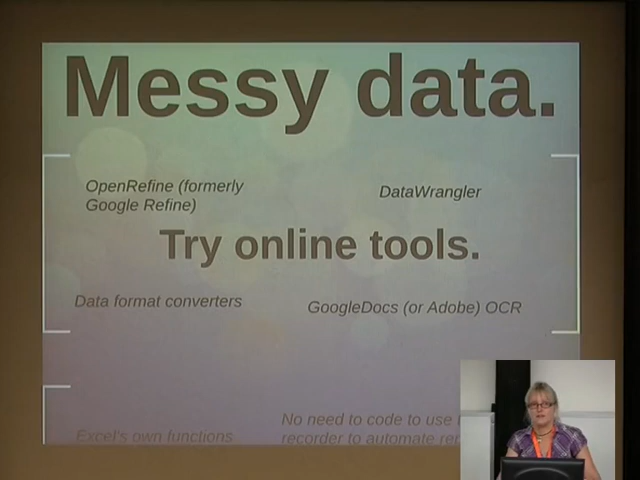 Messy data.
OpenRefine (formerly
Google Refine)
DataWrangler
Try online tools.
Data format converters
GoogleDocs (or Adobe) OCR
Excel's own functions
No need to code to use
recorder to automate